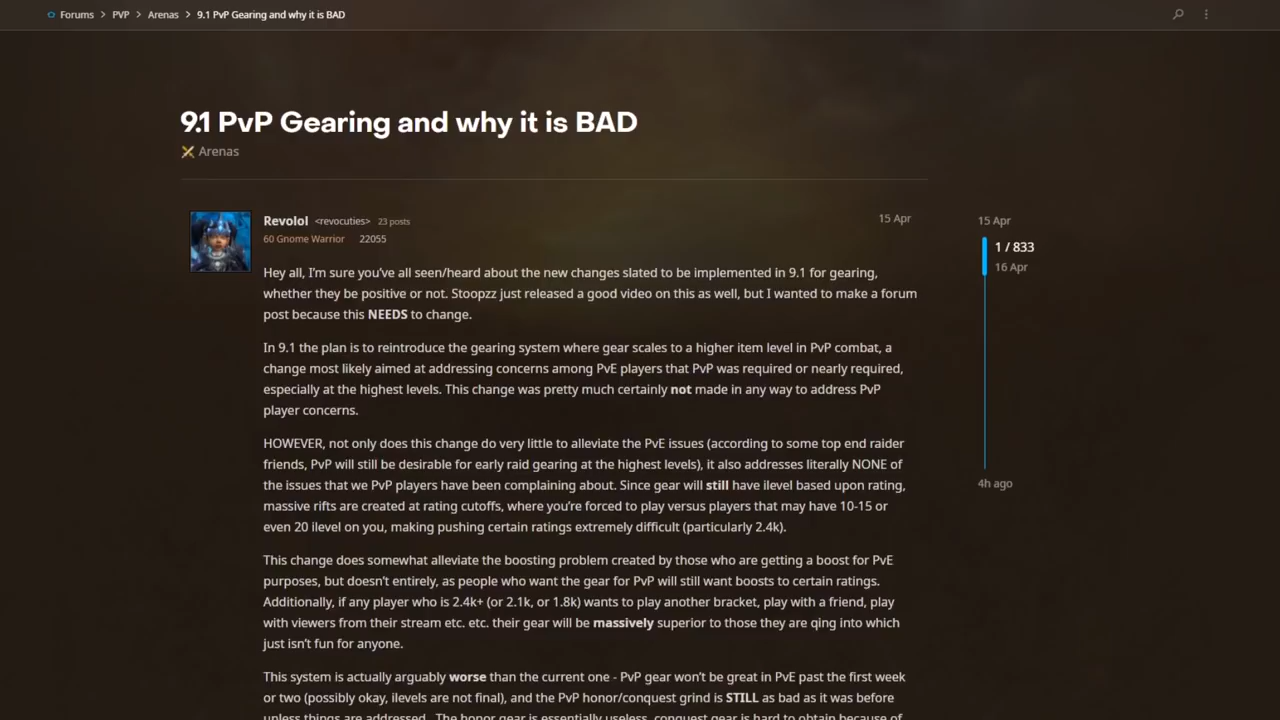 Forums > PVP > Arenas > 9.1 PvP Gearing and why it is BAD
9.1 PvP Gearing and why it is BAD
Arenas
Revolol <revocuties> 23 posts 15 Apr
60 Gnome Warrior 22055
Hey all, I’m sure you’ve all seen/heard about the new changes slated to be implemented in 9.1 for gearing,
whether they be positive or not. Stoopzz just released a good video on this as well, but I wanted to make a forum
post because this NEEDS to change.
In 9.1 the plan is to reintroduce the gearing system where gear scales to a higher item level in PvP combat, a
change most likely aimed at addressing concerns among PvE players that PvP was required or nearly required,
especially at the highest levels. This change was pretty much certainly not made in any way to address PvP
player concerns.
HOWEVER, not only does this change do very little to alleviate the PvE issues (according to some top end raider
friends, PvP will still be desirable for early raid gearing at the highest levels), it also addresses literally NONE of
the issues that we PvP players have been complaining about. Since gear will still have ilevel based upon rating,
massive rifts are created at rating cutoffs, where you’re forced to play versus players that may have 10-15 or
even 20 ilevel on you, making pushing certain ratings extremely difficult (particularly 2.4k).
This change does somewhat alleviate the boosting problem created by those who are getting a boost for PvE
purposes, but doesn’t entirely, as people who want the gear for PvP will still want boosts to certain ratings.
Additionally, if any player who is 2.4k+ (or 2.1k, or 1.8k) wants to play another bracket, play with a friend, play
with viewers from their stream etc. etc. their gear will be massively superior to those they are qing into which
just isn’t fun for anyone.
This system is actually arguably worse than the current one - PvP gear won’t be great in PvE past the first week
or two (possibly okay, ilevels are not final), and the PvP honor/conquest grind is STILL as bad as it was before
unless things are addressed. The honor gear is essentially useless, conquest gear is hard to obtain because of
15 Apr
1 / 833
16 Apr
4h ago